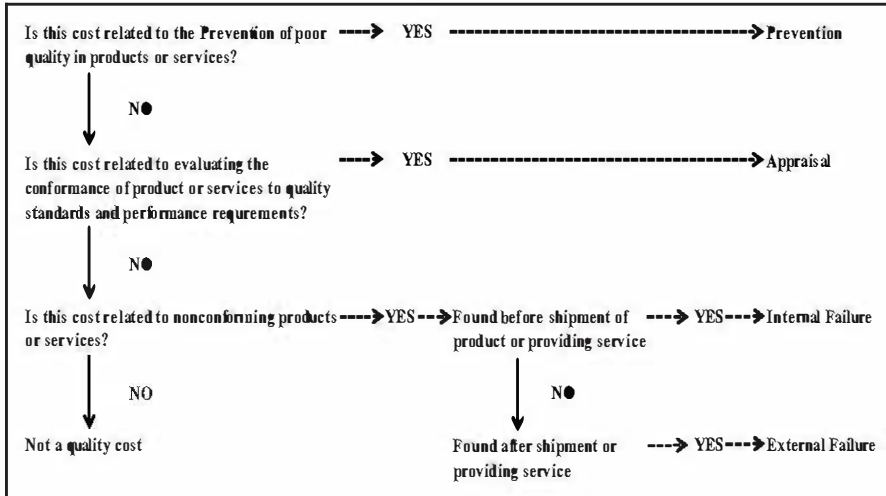 Is this cost related to the Prevention of poor YES Prevention
quality in products or services?
NO
Is this cost related to evaluating the YES Appraisal
conformance of product or services to quality
standards and performance requrements?
NO
Is this cost related to nonconforming products YES Found before shipment of YES Internal Failure
or services? product or providing service
NO NO
Not a quality cost Found after shipment or YES External Failure
providing service